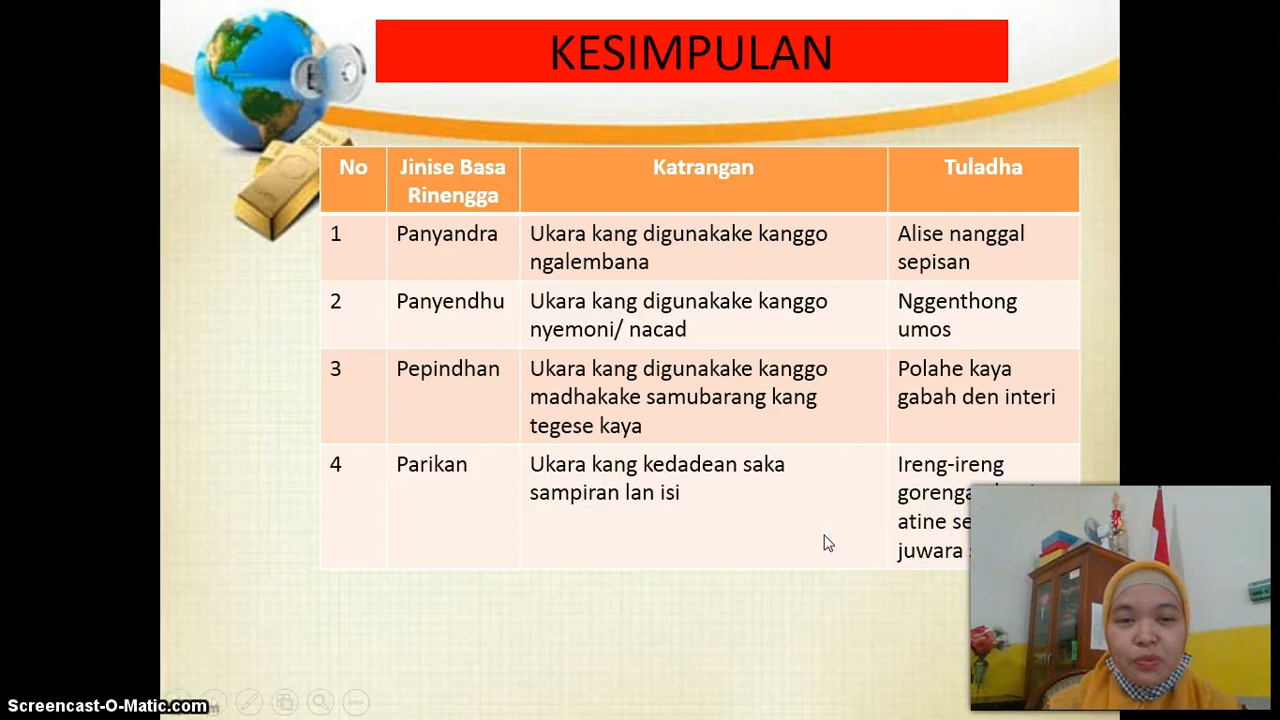 KESIMPULAN
No
Jinise Basa
Rinengga
Katrangan
Tuladha
1
Panyandra
Ukara kang digunakake kanggo
ngalembana
Alise nanggal
sepisan
2
Panyendhu
Ukara kang digunakake kanggo
nyemoni/ nacad
Nggenthong
umos
3
Pepindhan
Ukara kang digunakake kanggo
madhakake samubarang kang
tegese kaya
Polahe kaya
gabah den interi
4
Parikan
Ukara kang kedadean saka
sampiran lan isi
Ireng-ireng
atine
juwara
Screencast-O-Matic.com